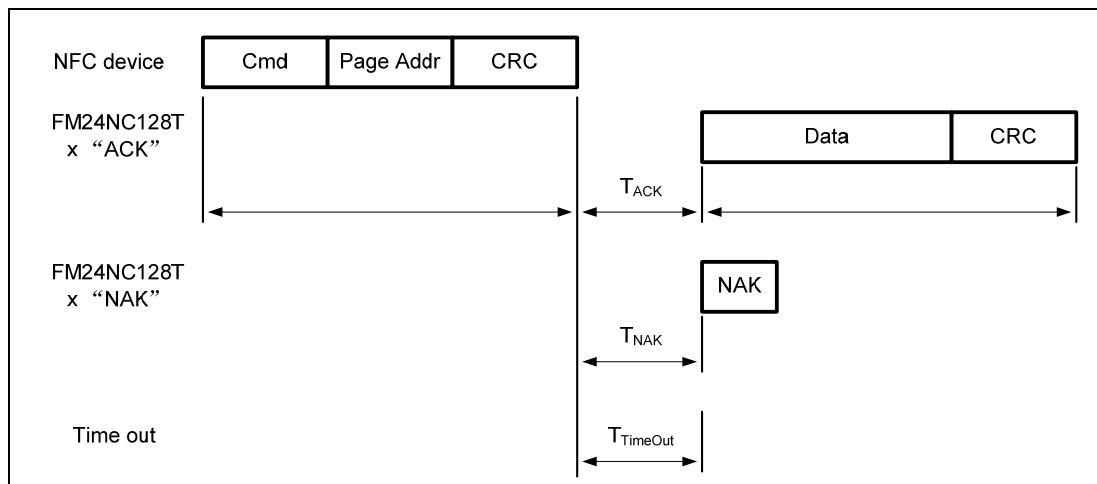 NFC device
Cmd
Page Addr
CRC
FM24NC128T
x “ACK”
Data
CRC
TACK
FM24NC128T
x “NAK”
NAK
TNAK
Time out
TTimeOut